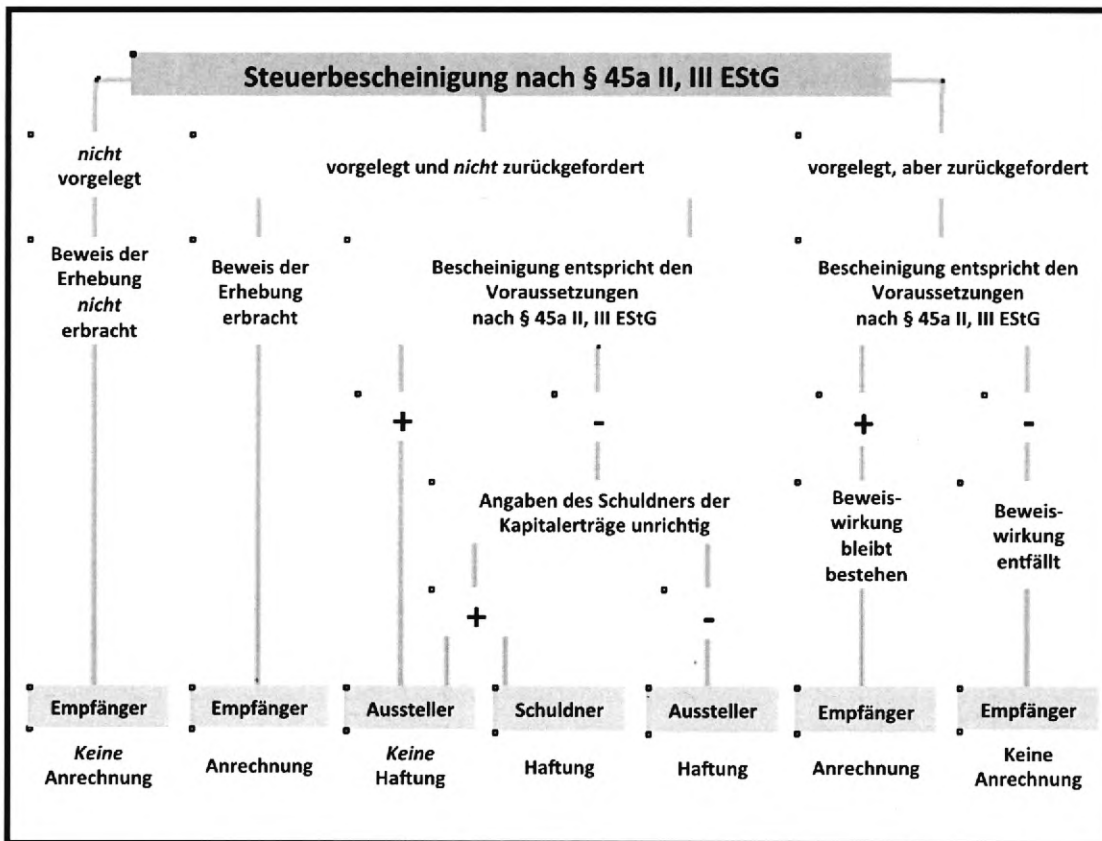 Steuerbescheinigung nach § 45a II, III EStG
nicht
vorgelegt
vorgelegt und nicht zurückgefordert
vorgelegt, aber zurückgefordert
Beweis der
Erhebung
nicht
erbracht
Beweis der
Erhebung
erbracht
Bescheinigung entspricht den
Voraussetzungen
nach § 45a II, III EStG
Bescheinigung entspricht den
Voraussetzungen
nach § 45a II, III EStG
+
-
+
-
Angaben des Schuldners der
Kapitalerträge unrichtig
Beweis-
wirkung
bleibt
bestehen
Beweis-
wirkung
entfällt
+
-
Empfänger
Empfänger
Aussteller
Schuldner
Aussteller
Empfänger
Empfänger
Keine
Anrechnung
Anrechnung
Keine
Haftung
Haftung
Haftung
Anrechnung
Keine
Anrechnung